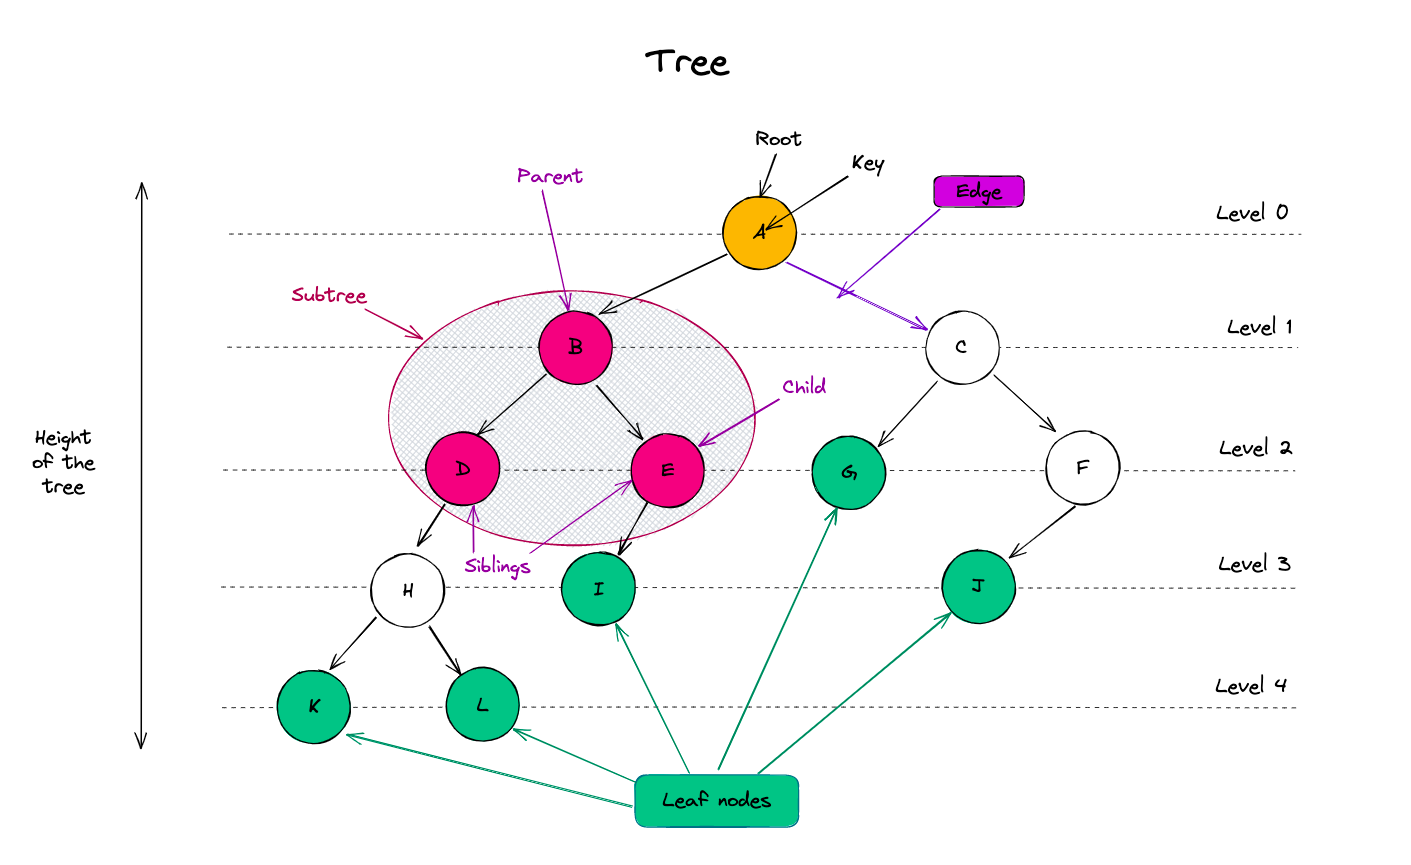 Tree
Root
Key
Parent
Edge
Level 0
A
Subtree
Level 1
B
C
Child
Height
of the
tree
Level 2
D
E
G
F
Siblings
Level 3
H
I
J
Level 4
K
L
Leaf nodes